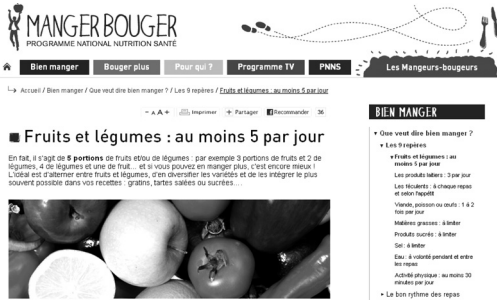 MANGERBOUGER
PROGRAMME NATIONAL NUTRITION SANTÉ
Bien manger
Bouger plus
Pour qui ?
Programme TV
PNNS
Les Mangeurs-bougeurs
Accueil / Bien manger / Que veut dire bien manger ? / Les 9 repères / Fruits et légumes : au moins 5 par jour
- A A + Imprimer + Partager Recommander 36
Fruits et légumes : au moins 5 par jour
En fait, il s'agit de 5 portions de fruits et/ou de légumes : par exemple 3 portions de fruits et 2 de
légumes, 4 de légumes et une de fruit... et si vous pouvez en manger plus, c'est encore mieux !
L'idéal est d'alterner entre fruits et légumes, d'en diversifier les variétés et de les intégrer le plus
souvent possible dans vos recettes : gratins, tartes salées ou sucrées....
BIEN MANGER
Que veut dire bien manger ?
Les 9 repères
Fruits et légumes : au
moins 5 par jour
Les produits laitiers : 3 par jour
Les féculents : à chaque repas
et selon l'appétit
Viande, poisson ou œufs : 1 à 2
fois par jour
Matières grasses : à limiter
Produits sucrés : à limiter
Sel : à limiter
Eau : à volonté pendant et entre
les repas
Activité physique : au moins 30
minutes par jour
Le bon rythme des repas